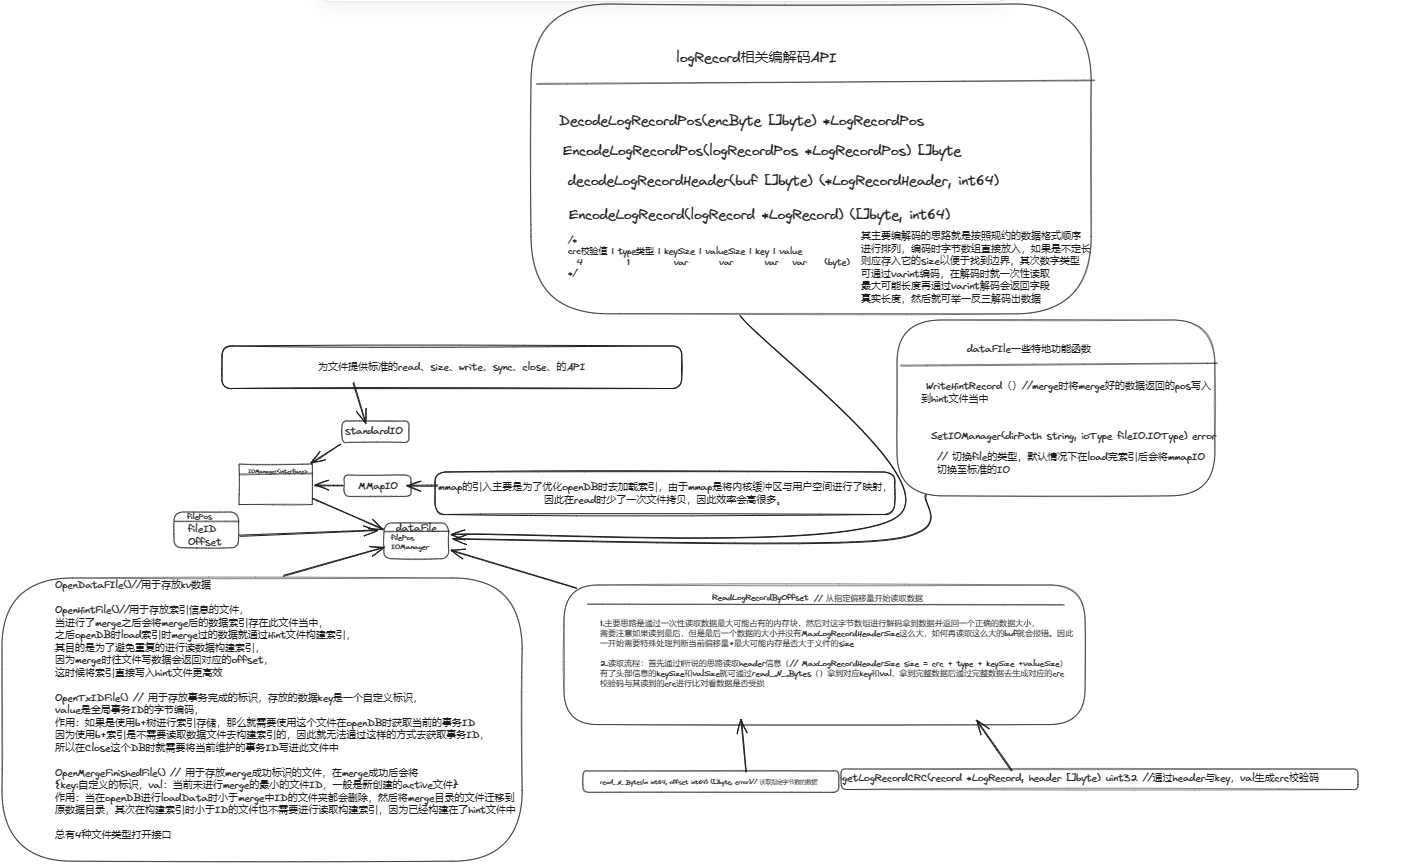 logRecord相关编解码API
DecodeLogRecordPos(encByte []byte) *LogRecordPos
EncodeLogRecordPos(logRecordPos *LogRecordPos) []byte
decodeLogRecordHeader(buf []byte) (*LogRecordHeader, int64)
EncodeLogRecord(logRecord *LogRecord) ([]byte, int64)
/*
crc校验值 | type类型 | keySize | valueSize | key | value
4 1 var var var var (byte)
*/
其主要编解码的思路就是按照规约的数据格式顺序
进行排列，编码时字节数组直接放入，如果是不定长
则应存入它的size以便于找到边界，其次数字类型
可通过varint编码，在解码时就一次性读取
最大可能长度再通过varint解码会返回字段
真实长度，然后就可举一反三解码出数据
dataFIle一些特地功能函数
WriteHintRecord（）//merge时将merge好的数据返回的pos写入
到hint文件当中
SetIOManager(dirPath string, ioType fileIO.IOType) error
// 切换file的类型，默认情况下在load完索引后会将mmapIO
切换至标准的IO
为文件提供标准的read、size、write、sync、close、的API
standardIO
IOManager(interface)
MMapIO
mmap的引入主要是为了优化openDB时去加载索引，由于mmap是将内核缓冲区与用户空间进行了映射，
因此在read时少了一次文件拷贝，因此效率会高很多。
filePos
fileID
Offset
dataFile
filePos
IOManager
OpenDataFIle()//用于存放kv数据
OpenHintFile()//用于存放索引信息的文件，
当进行了merge之后会将merge后的数据索引存在此文件当中，
之后openDB时load索引时merge过的数据就通过Hint文件构建索引，
其目的是为了避免重复的进行读数据构建索引，
因为merge时往文件写数据会返回对应的offset，
这时候将索引直接写入hint文件更高效
OpenTxIDFile() // 用于存放事务完成的标识，存放的数据key是一个自定义标识，
value是全局事务ID的字节编码，
作用：如果是使用b+树进行索引存储，那么就需要使用这个文件在openDB时获取当前的事务ID
因为使用b+索引是不需要读取数据文件去构建索引的，因此就无法通过这样的方式去获取事务ID，
所以在Close这个DB时就需要将当前维护的事务ID写进此文件中
OpenMergeFinishedFile() // 用于存放merge成功标识的文件，在merge成功后会将
{key:自定义的标识，val：当前未进行merge的最小的文件ID，一般是新创建的active文件}
作用：当在openDB进行loadData时小于merge中ID的文件夹都会删除，然后将merge目录的文件迁移到
原数据目录，其次在构建索引时小于ID的文件也不需要进行读取构建索引，因为已经构建在了hint文件中
总有4种文件类型打开接口
ReadLogRecordByOffset // 从指定偏移量开始读取数据
1.主要思路是通过一次性读取数据最大可能占有的内存块，然后对这字节数组进行解码拿到数据并返回一个正确的数据大小，
需要注意如果读到最后，但是最后一个数据的大小并没有MaxLogRecordHeaderSize这么大，如何再读取这么大的buf就会报错。因此
一开始需要特殊处理判断当前偏移量+最大可能内存是否大于文件的size
2.读取流程：首先通过1所说的思路读取header信息（// MaxLogRecordHeaderSize size = crc + type + keySize +valueSize)
有了头部信息的keySize和valSize就可通过read_N_Bytes（）拿到对应key和val，拿到完整数据后通过完整数据去生成对应的crc
校验码与其读到的crc进行比对看数据是否受损
read_N_Bytes(n int64, offset int64) ([]byte, error)// 读取指定字节数的数据
getLogRecordCRC(record *LogRecord, header []byte) uint32 //通过header与key，val生成crc校验码